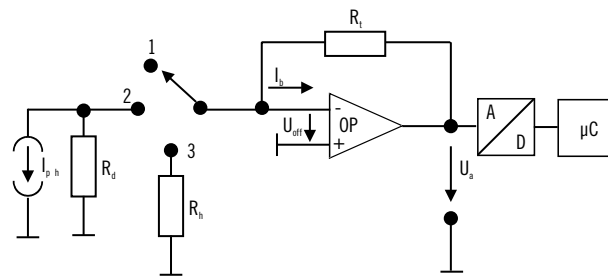 R_t
1
I_b
2
-
A
U_off
OP
µC
+
D
3
I_ph
R_d
U_a
R_h